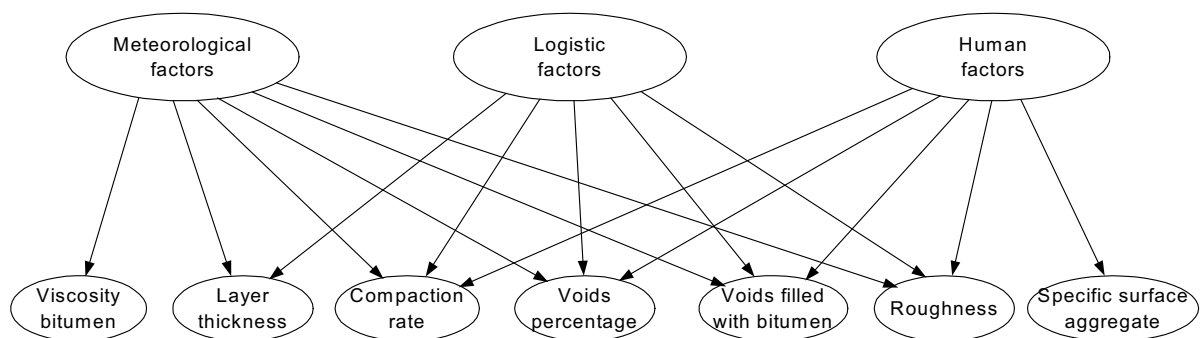 Meteorological
factors
Logistic
factors
Human
factors
Viscosity
bitumen
Layer
thickness
Compaction
rate
Voids
percentage
Voids filled
with bitumen
Roughness
Specific surface
aggregate